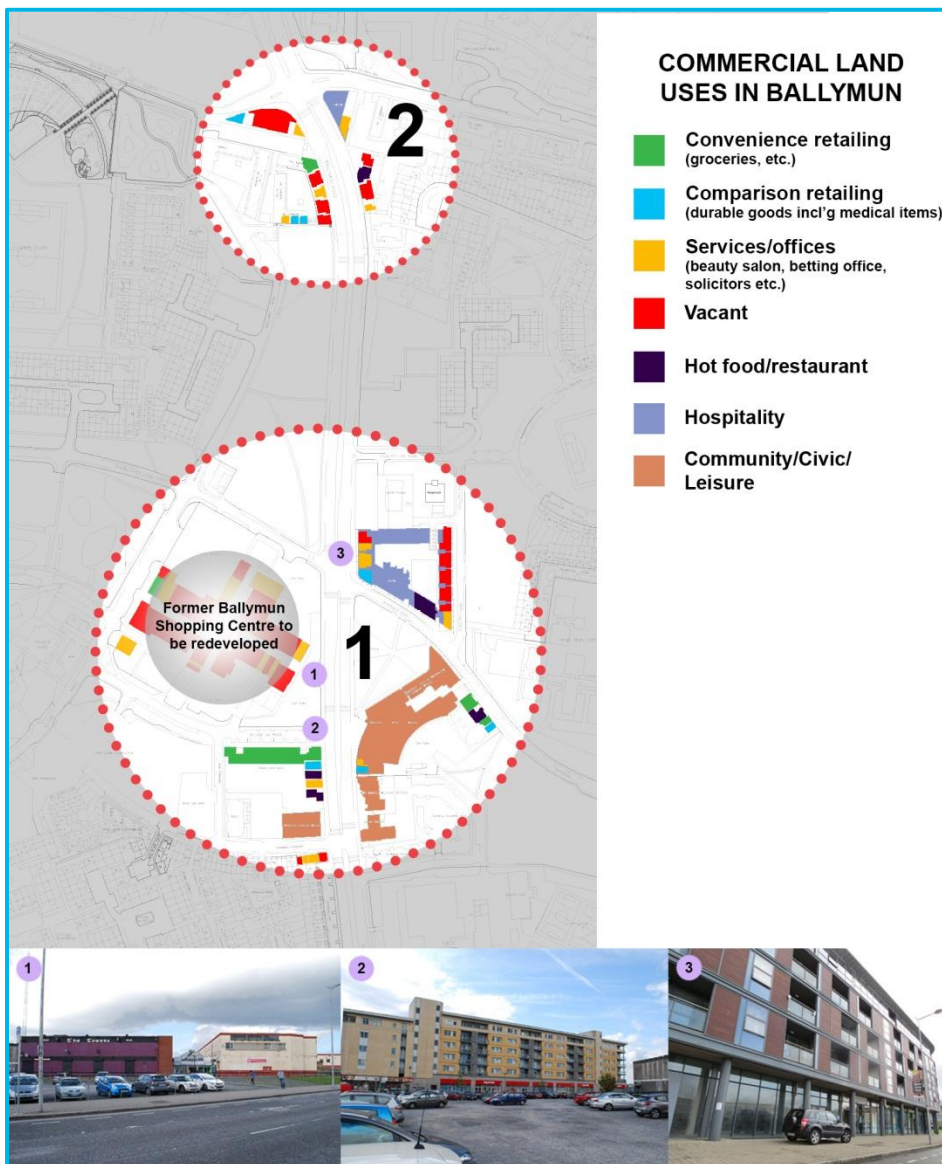 2
COMMERCIAL LAND
USES IN BALLYMUN
Convenience retailing
(groceries, etc.)
Comparison retailing
(durable goods incl'g medical items)
Services/offices
(beauty salon, betting office,
solicitors etc.)
Vacant
Hot food/restaurant
Hospitality
Community/Civic/
Leisure
3
Former Ballymun
Shopping Centre to
be redeveloped
1
1
2
1
2
3
The Towers